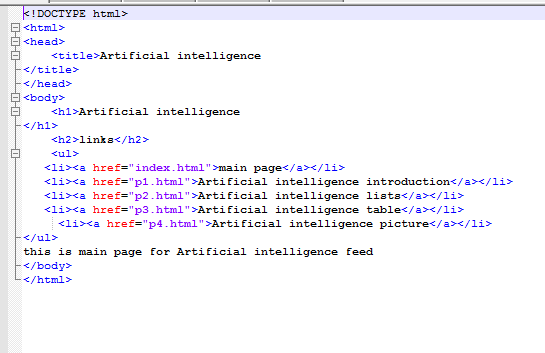 <!DOCTYPE html>
<html>
<head>
<title>Artificial intelligence
</title>
</head>
<body>
<h1>Artificial intelligence
</h1>
<h2>links</h2>
<ul>
<li><a href="index.html">main page</a></li>
<li><a href="p1.html">Artificial intelligence introduction</a></li>
<li><a href="p2.html">Artificial intelligence lists</a></li>
<li><a href="p3.html">Artificial intelligence table</a></li>
<li><a href="p4.html">Artificial intelligence picture</a></li>
</ul>
this is main page for Artificial intelligence feed
</body>
</html>